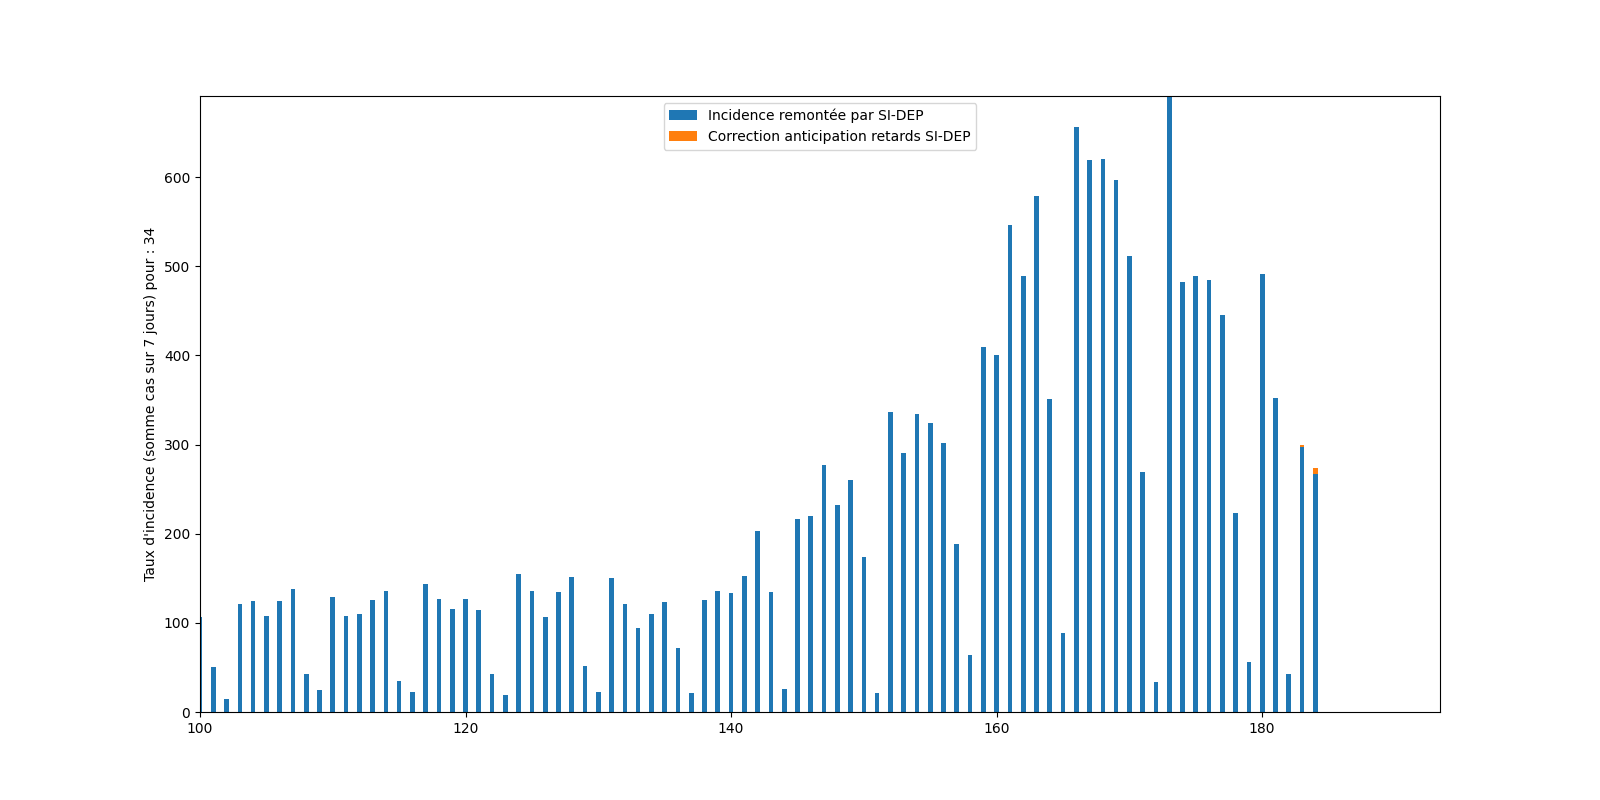 Incidence remontée par SI-DEP
Correction anticipation retards SI-DEP
Taux d'incidence (somme cas sur 7 jours) pour : 34
600
500
400
300
200
100
0
100 120 140 160 180